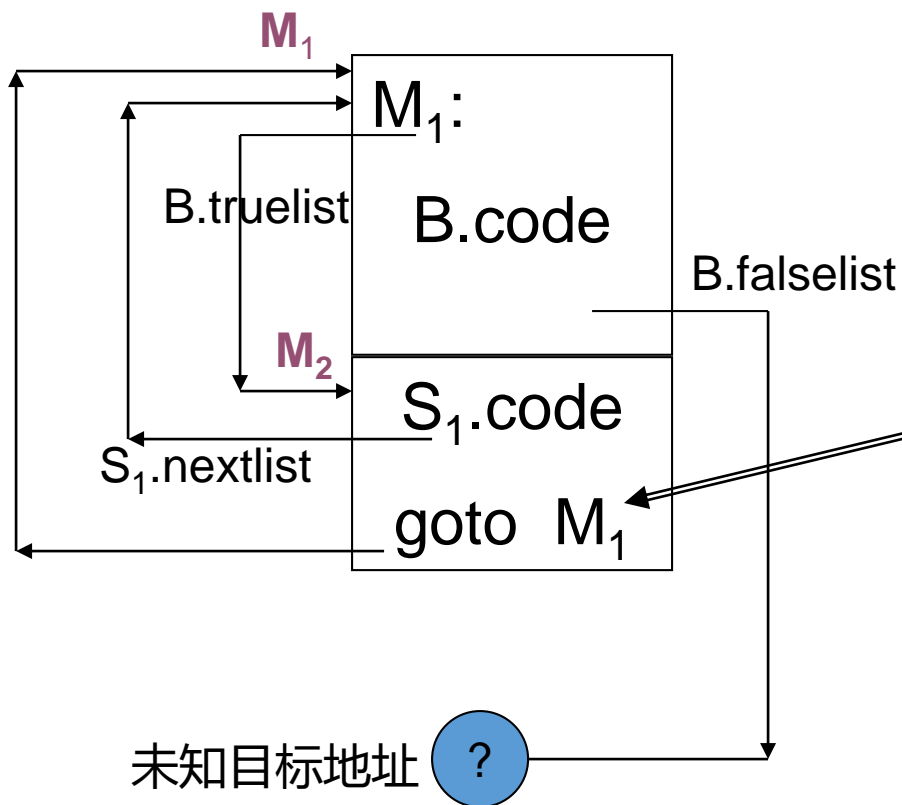 M₁
M₁:
B.truelist
B.code
B.falselist
M₂
S₁.code
S₁.nextlist
goto M₁
未知目标地址
?